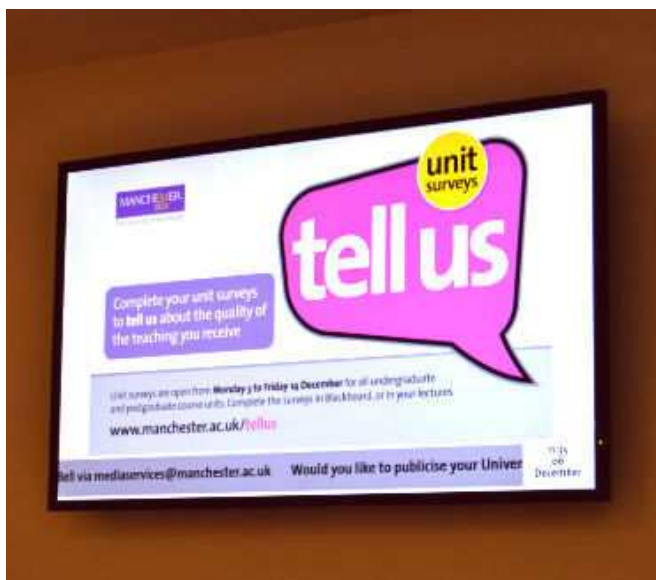 MANCHESTER
1824
unit
surveys
tell us
Complete your unit surveys
to tell us about the quality of
the teaching you receive
Unit surveys are open from Monday 3 to Friday 14 December for all undergraduate
and postgraduate course units. Complete the surveys in Blackboard, or in your lectures
www.manchester.ac.uk/tellus
Bell via mediaservices@manchester.ac.uk Would you like to publicise your Univer
06
December